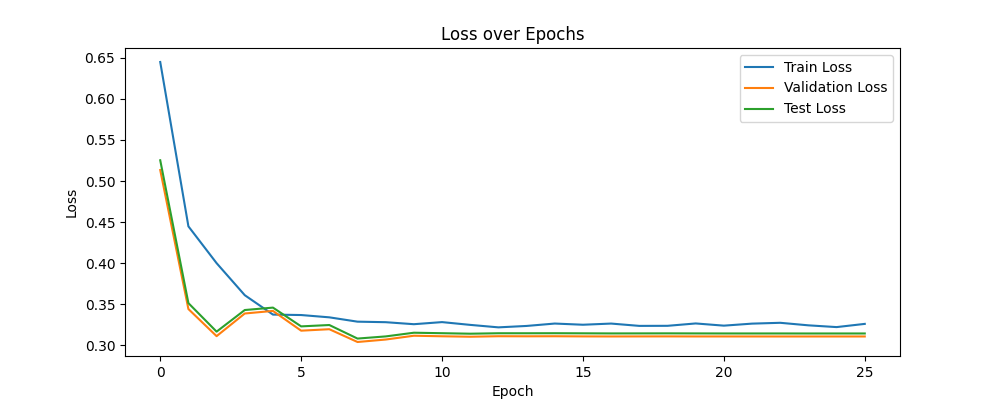 Loss over Epochs
Loss
0.65
0.60
0.55
0.50
0.45
0.40
0.35
0.30
Train Loss
Validation Loss
Test Loss
0 5 10 15 20 25
Epoch